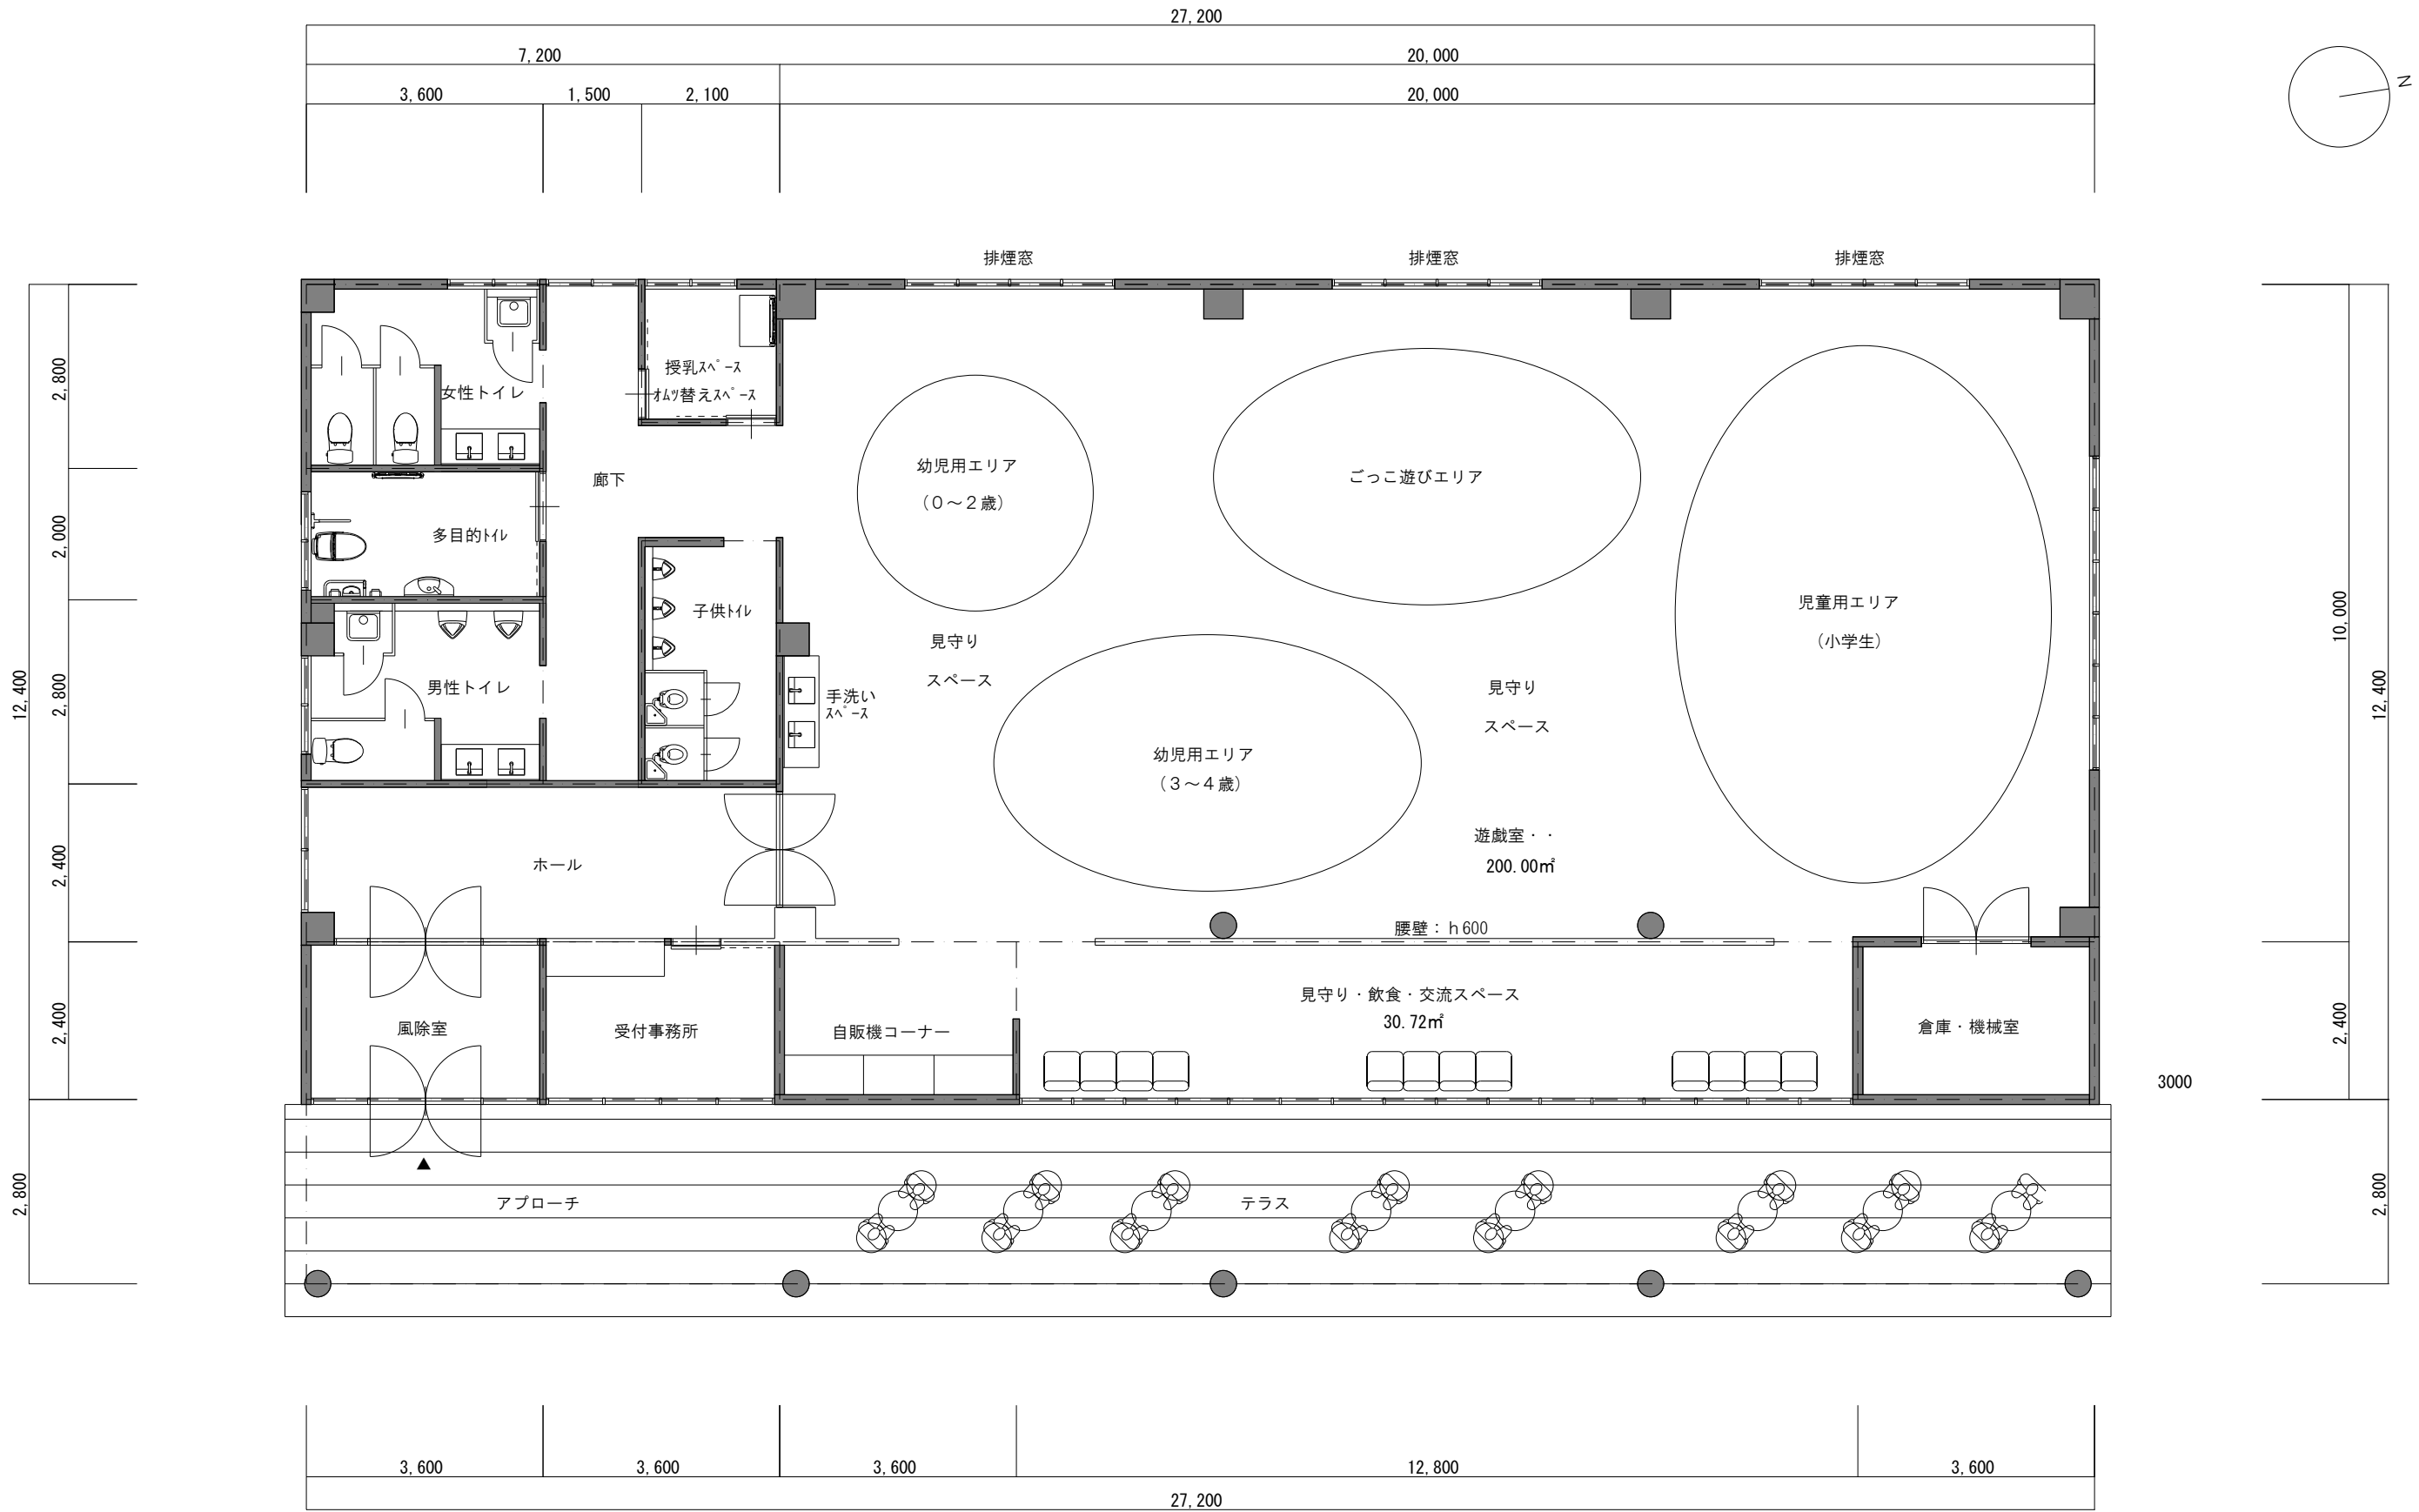 27,200
7,200
20,000
3,600
1,500
2,100
20,000
N
排煙窓
排煙窓
排煙窓
2,800
2,000
2,800
12,400
2,400
2,400
2,800
授乳ｽﾍﾟｰｽ
ｵﾑﾂ替えｽﾍﾟｰｽ
女性トイレ
廊下
多目的ﾄｲﾚ
子供ﾄｲﾚ
男性トイレ
手洗い
ｽﾍﾟｰｽ
幼児用エリア
（０～２歳）
ごっこ遊びエリア
児童用エリア
（小学生）
見守り
スペース
見守り
スペース
幼児用エリア
（３～４歳）
遊戯室・・
200.00㎡
ホール
腰壁：ｈ600
見守り・飲食・交流スペース
30.72㎡
風除室
受付事務所
自販機コーナー
倉庫・機械室
アプローチ
テラス
10,000
12,400
2,400
3000
2,800
3,600
3,600
3,600
12,800
3,600
27,200